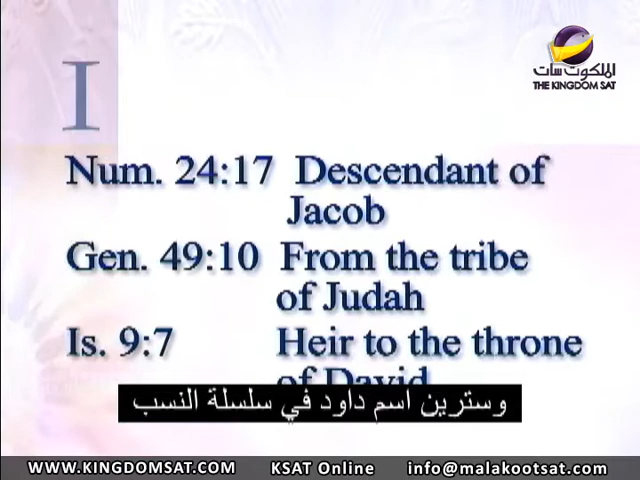 الملكوت سات
THE KINGDOM SAT
I
Num. 24:17 Descendant of
Jacob
Gen. 49:10 From the tribe
of Judah
Is. 9:7 Heir to the throne
of David
وسترين اسم داود في سلسلة النسب
WWW.KINGDOMSAT.COM KSAT Online info@malakootsat.com